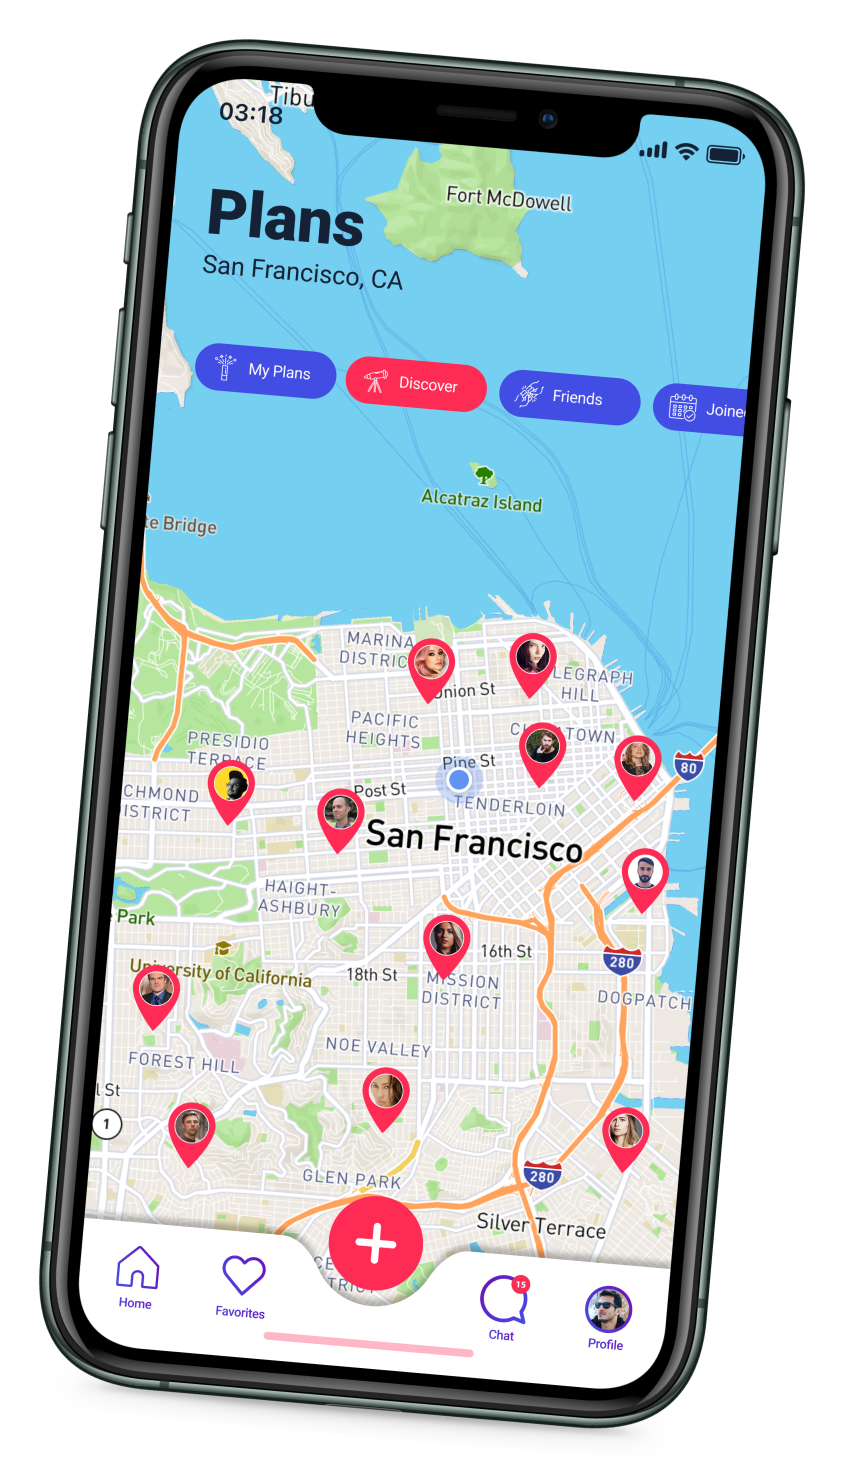 Tibu
03:18
Fort McDowell
Plans
San Francisco, CA
My Plans
Discover
Friends
Joine
Alcatraz Island
te Bridge
MARINA
DISTRIC
Union St
LEGRAPH
HILL
PACIFIC
HEIGHTS
TOWN
PRESIDIO
TERRACE
Pine St
80
CHMOND
ISTRICT
Post St
TENDERLOIN
San Francisco
HAIGHT-
ASHBURY
e Park
16th St
280
University of California
18th St
MISSION
DISTRICT
DOGPATCH
NOE VALLEY
FOREST HILL
l St
1
GLEN PARK
280
Silver Terrace
Home
Favorites
15
Chat
Profile